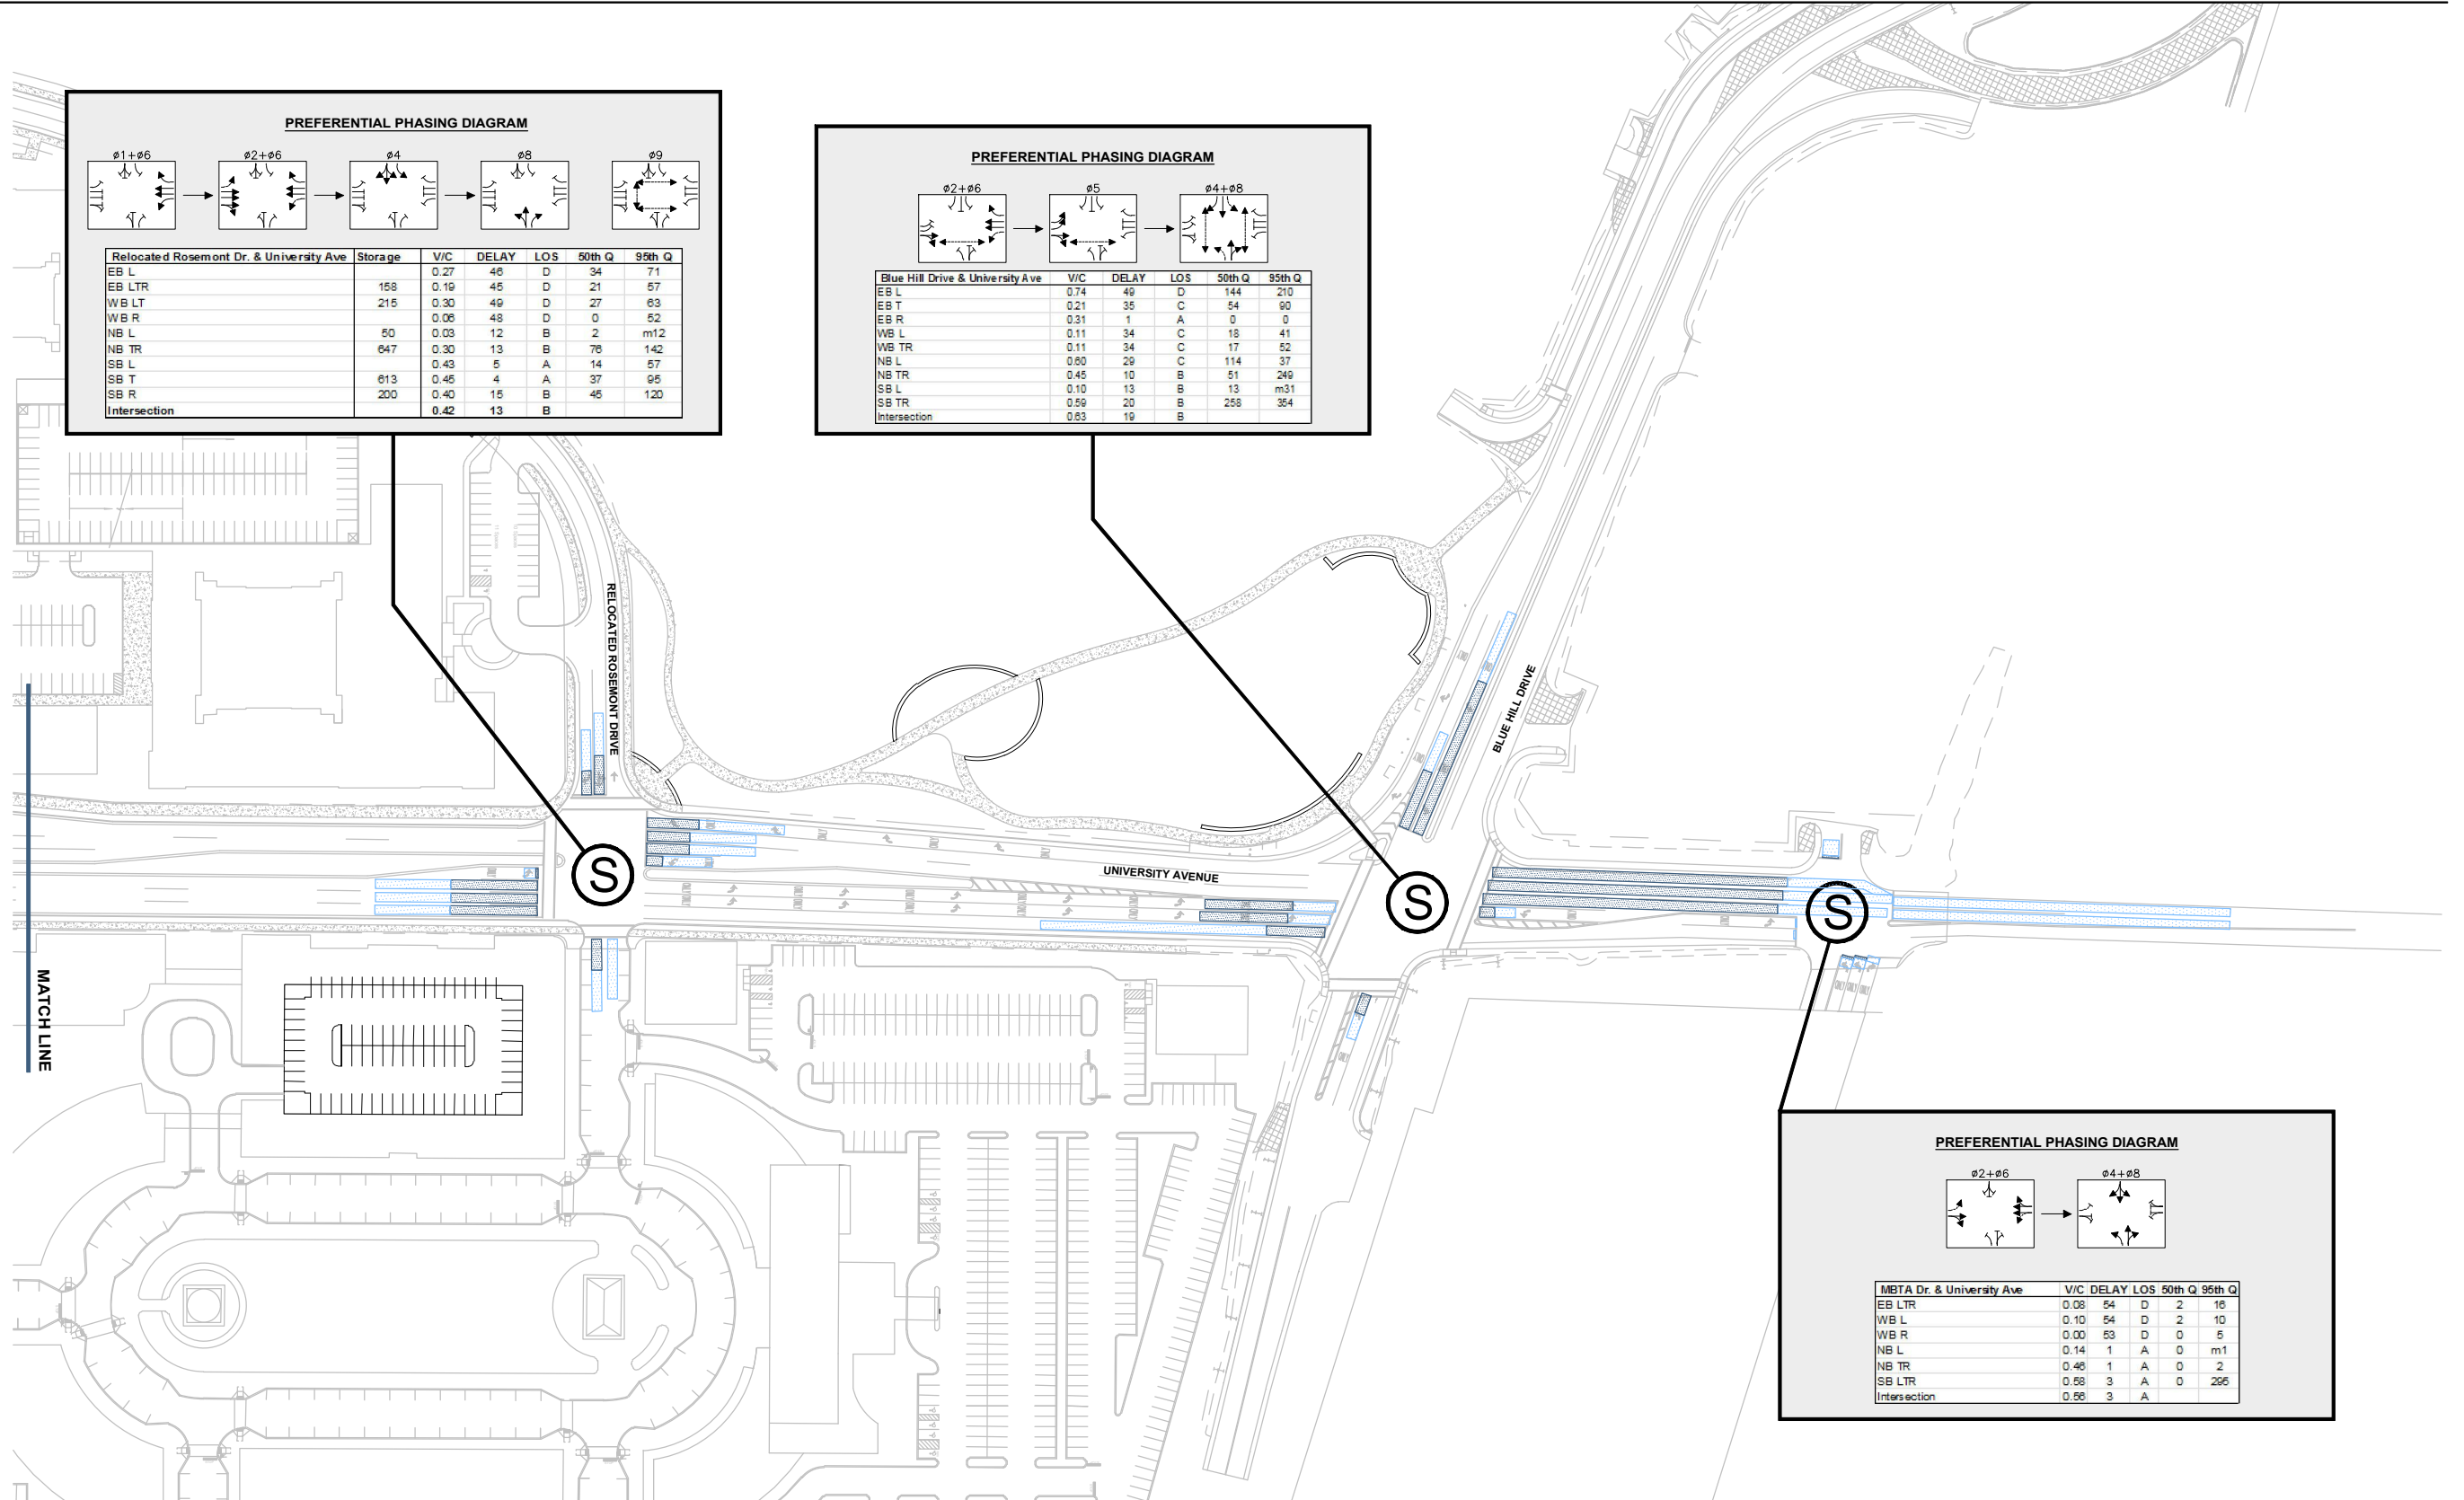 PREFERENTIAL PHASING DIAGRAM
ø1+ø6 ø2+ø6 ø4 ø8 ø9
Relocated Rosemont Dr. & University Ave Storage V/C DELAY LOS 50th Q 95th Q
EB L 0.27 46 D 34 71
EB LTR 158 0.19 45 D 21 57
WB LT 215 0.30 49 D 27 63
WB R 0.06 48 D 0 52
NB L 50 0.03 12 B 2 m12
NB TR 647 0.30 13 B 76 142
SB L 0.43 5 A 14 57
SB T 613 0.45 4 A 37 95
SB R 200 0.40 15 B 45 120
Intersection 0.42 13 B
PREFERENTIAL PHASING DIAGRAM
ø2+ø6 ø5 ø4+ø8
Blue Hill Drive & University Ave V/C DELAY LOS 50th Q 95th Q
EB L 0.74 49 D 144 210
EB T 0.21 35 C 54 90
EB R 0.31 1 A 0 0
WB L 0.11 34 C 18 41
WB TR 0.11 34 C 17 52
NB L 0.60 29 C 114 37
NB TR 0.45 10 B 51 249
SB L 0.10 13 B 13 m31
SB TR 0.59 20 B 258 354
Intersection 0.63 19 B
RELOCATED ROSEMONT DRIVE
BLUE HILL DRIVE
UNIVERSITY AVENUE
S
S
S
MATCH LINE
PREFERENTIAL PHASING DIAGRAM
ø2+ø6 ø4+ø8
MBTA Dr. & University Ave V/C DELAY LOS 50th Q 95th Q
EB LTR 0.08 54 D 2 16
WB L 0.10 54 D 2 10
WB R 0.00 53 D 0 5
NB L 0.14 1 A 0 m1
NB TR 0.46 1 A 0 2
SB LTR 0.58 3 A 0 295
Intersection 0.56 3 A